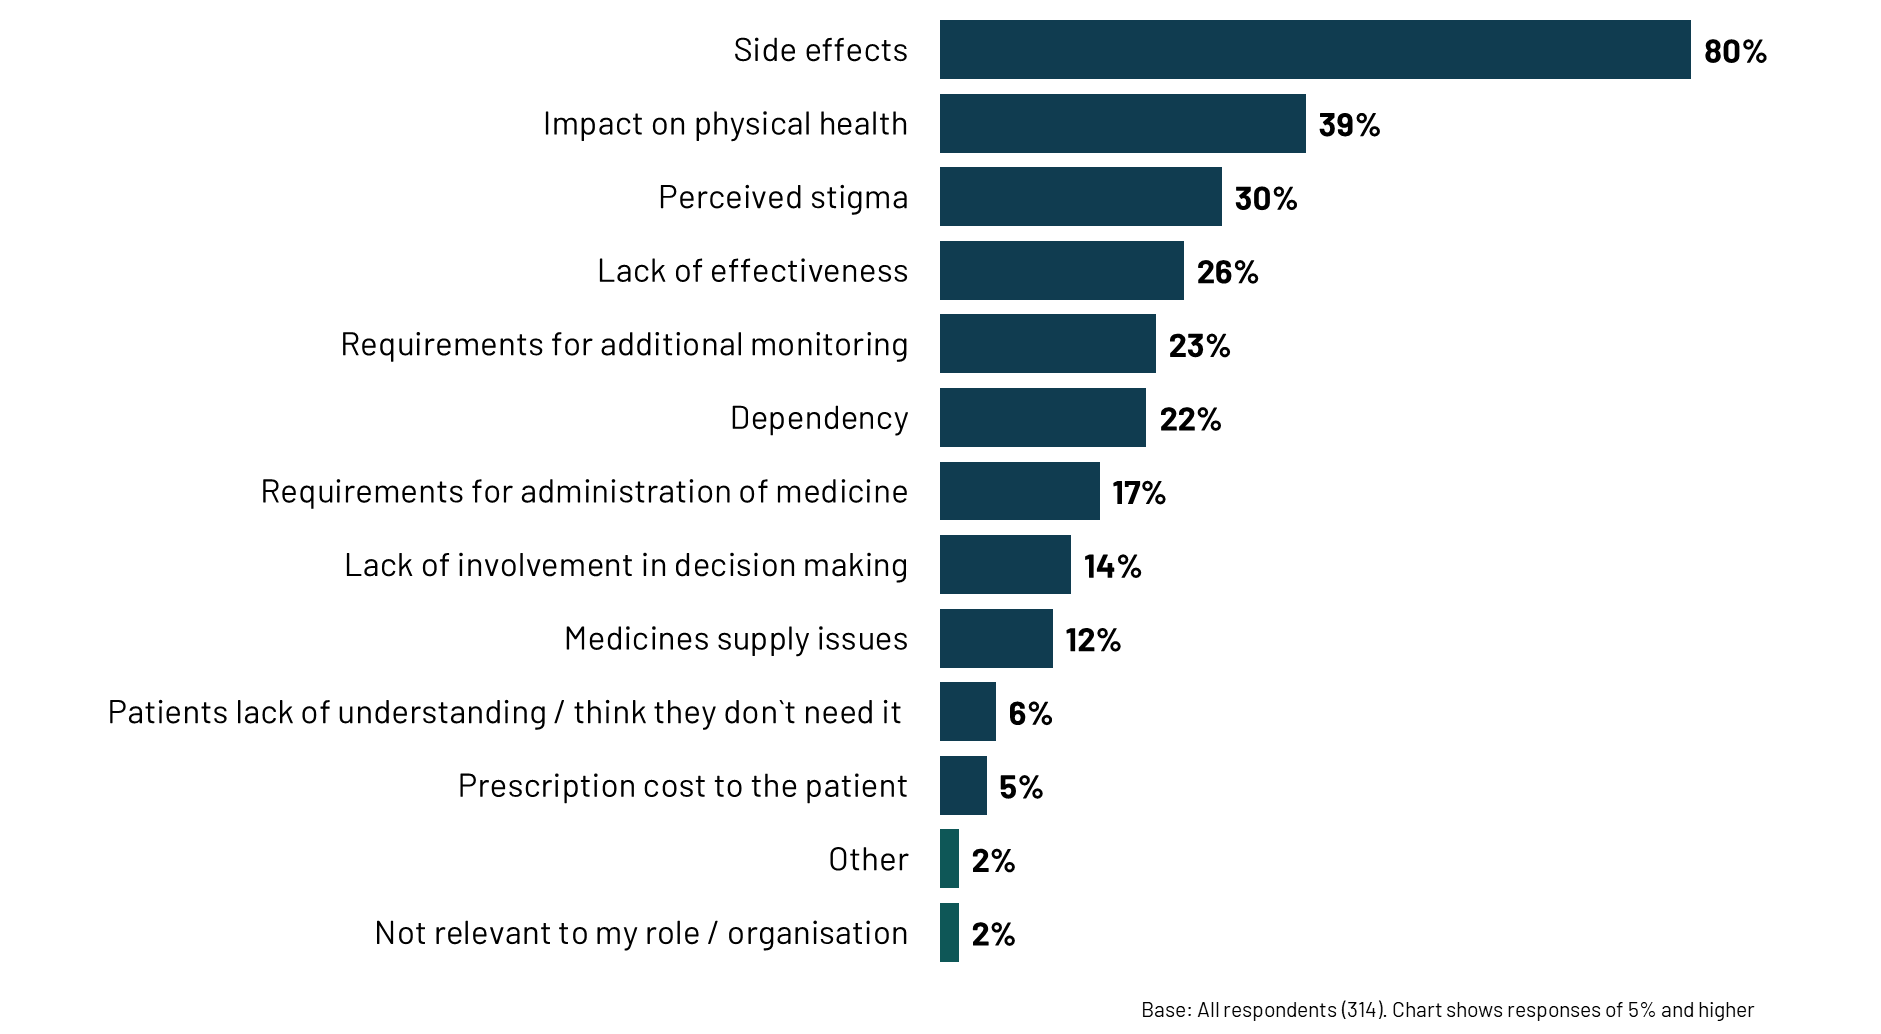 Side effects 80%
Impact on physical health 39%
Perceived stigma 30%
Lack of effectiveness 26%
Requirements for additional monitoring 23%
Dependency 22%
Requirements for administration of medicine 17%
Lack of involvement in decision making 14%
Medicines supply issues 12%
Patients lack of understanding / think they don`t need it 6%
Prescription cost to the patient 5%
Other 2%
Not relevant to my role / organisation 2%
Base: All respondents (314). Chart shows responses of 5% and higher